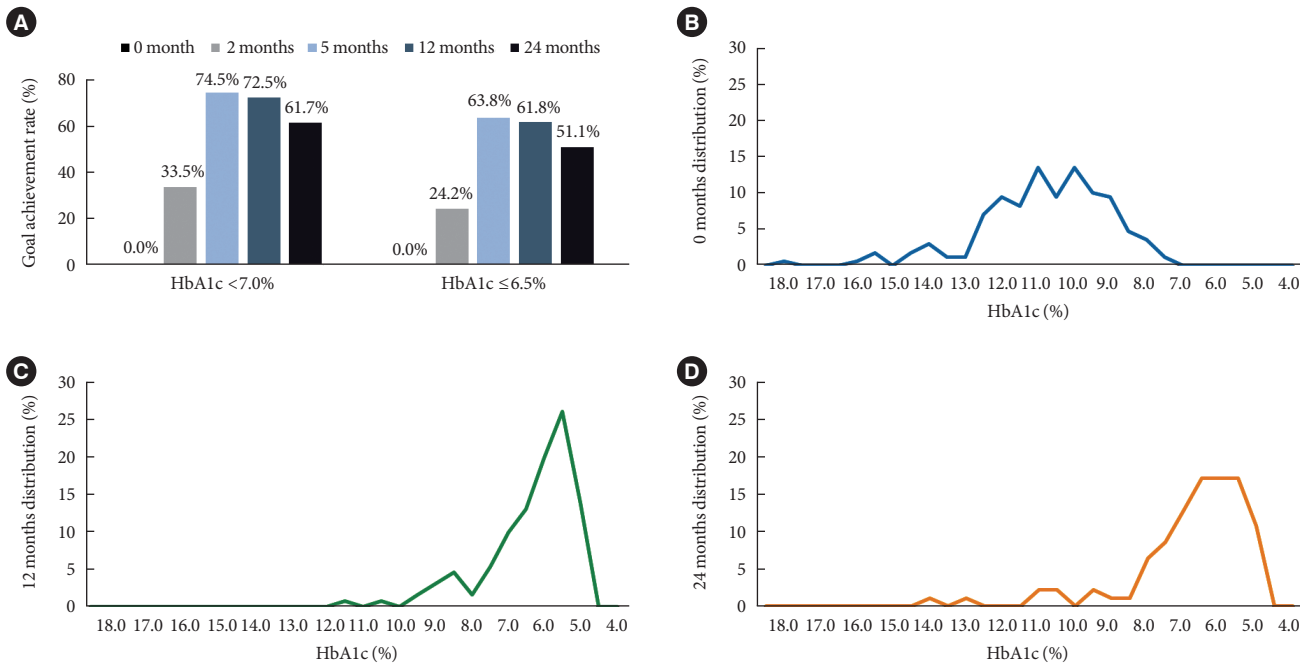 A
0 month 2 months 5 months 12 months 24 months
Goal achievement rate (%)
80
60
40
20
0
0.0%
33.5%
74.5%
72.5%
61.7%
0.0%
24.2%
63.8%
61.8%
51.1%
HbA1c <7.0%
HbA1c ≤6.5%
B
0 months distribution (%)
30
25
20
15
10
5
0
18.0 17.0 16.0 15.0 14.0 13.0 12.0 11.0 10.0 9.0 8.0 7.0 6.0 5.0 4.0
HbA1c (%)
C
12 months distribution (%)
30
25
20
15
10
5
0
18.0 17.0 16.0 15.0 14.0 13.0 12.0 11.0 10.0 9.0 8.0 7.0 6.0 5.0 4.0
HbA1c (%)
D
24 months distribution (%)
30
25
20
15
10
5
0
18.0 17.0 16.0 15.0 14.0 13.0 12.0 11.0 10.0 9.0 8.0 7.0 6.0 5.0 4.0
HbA1c (%)